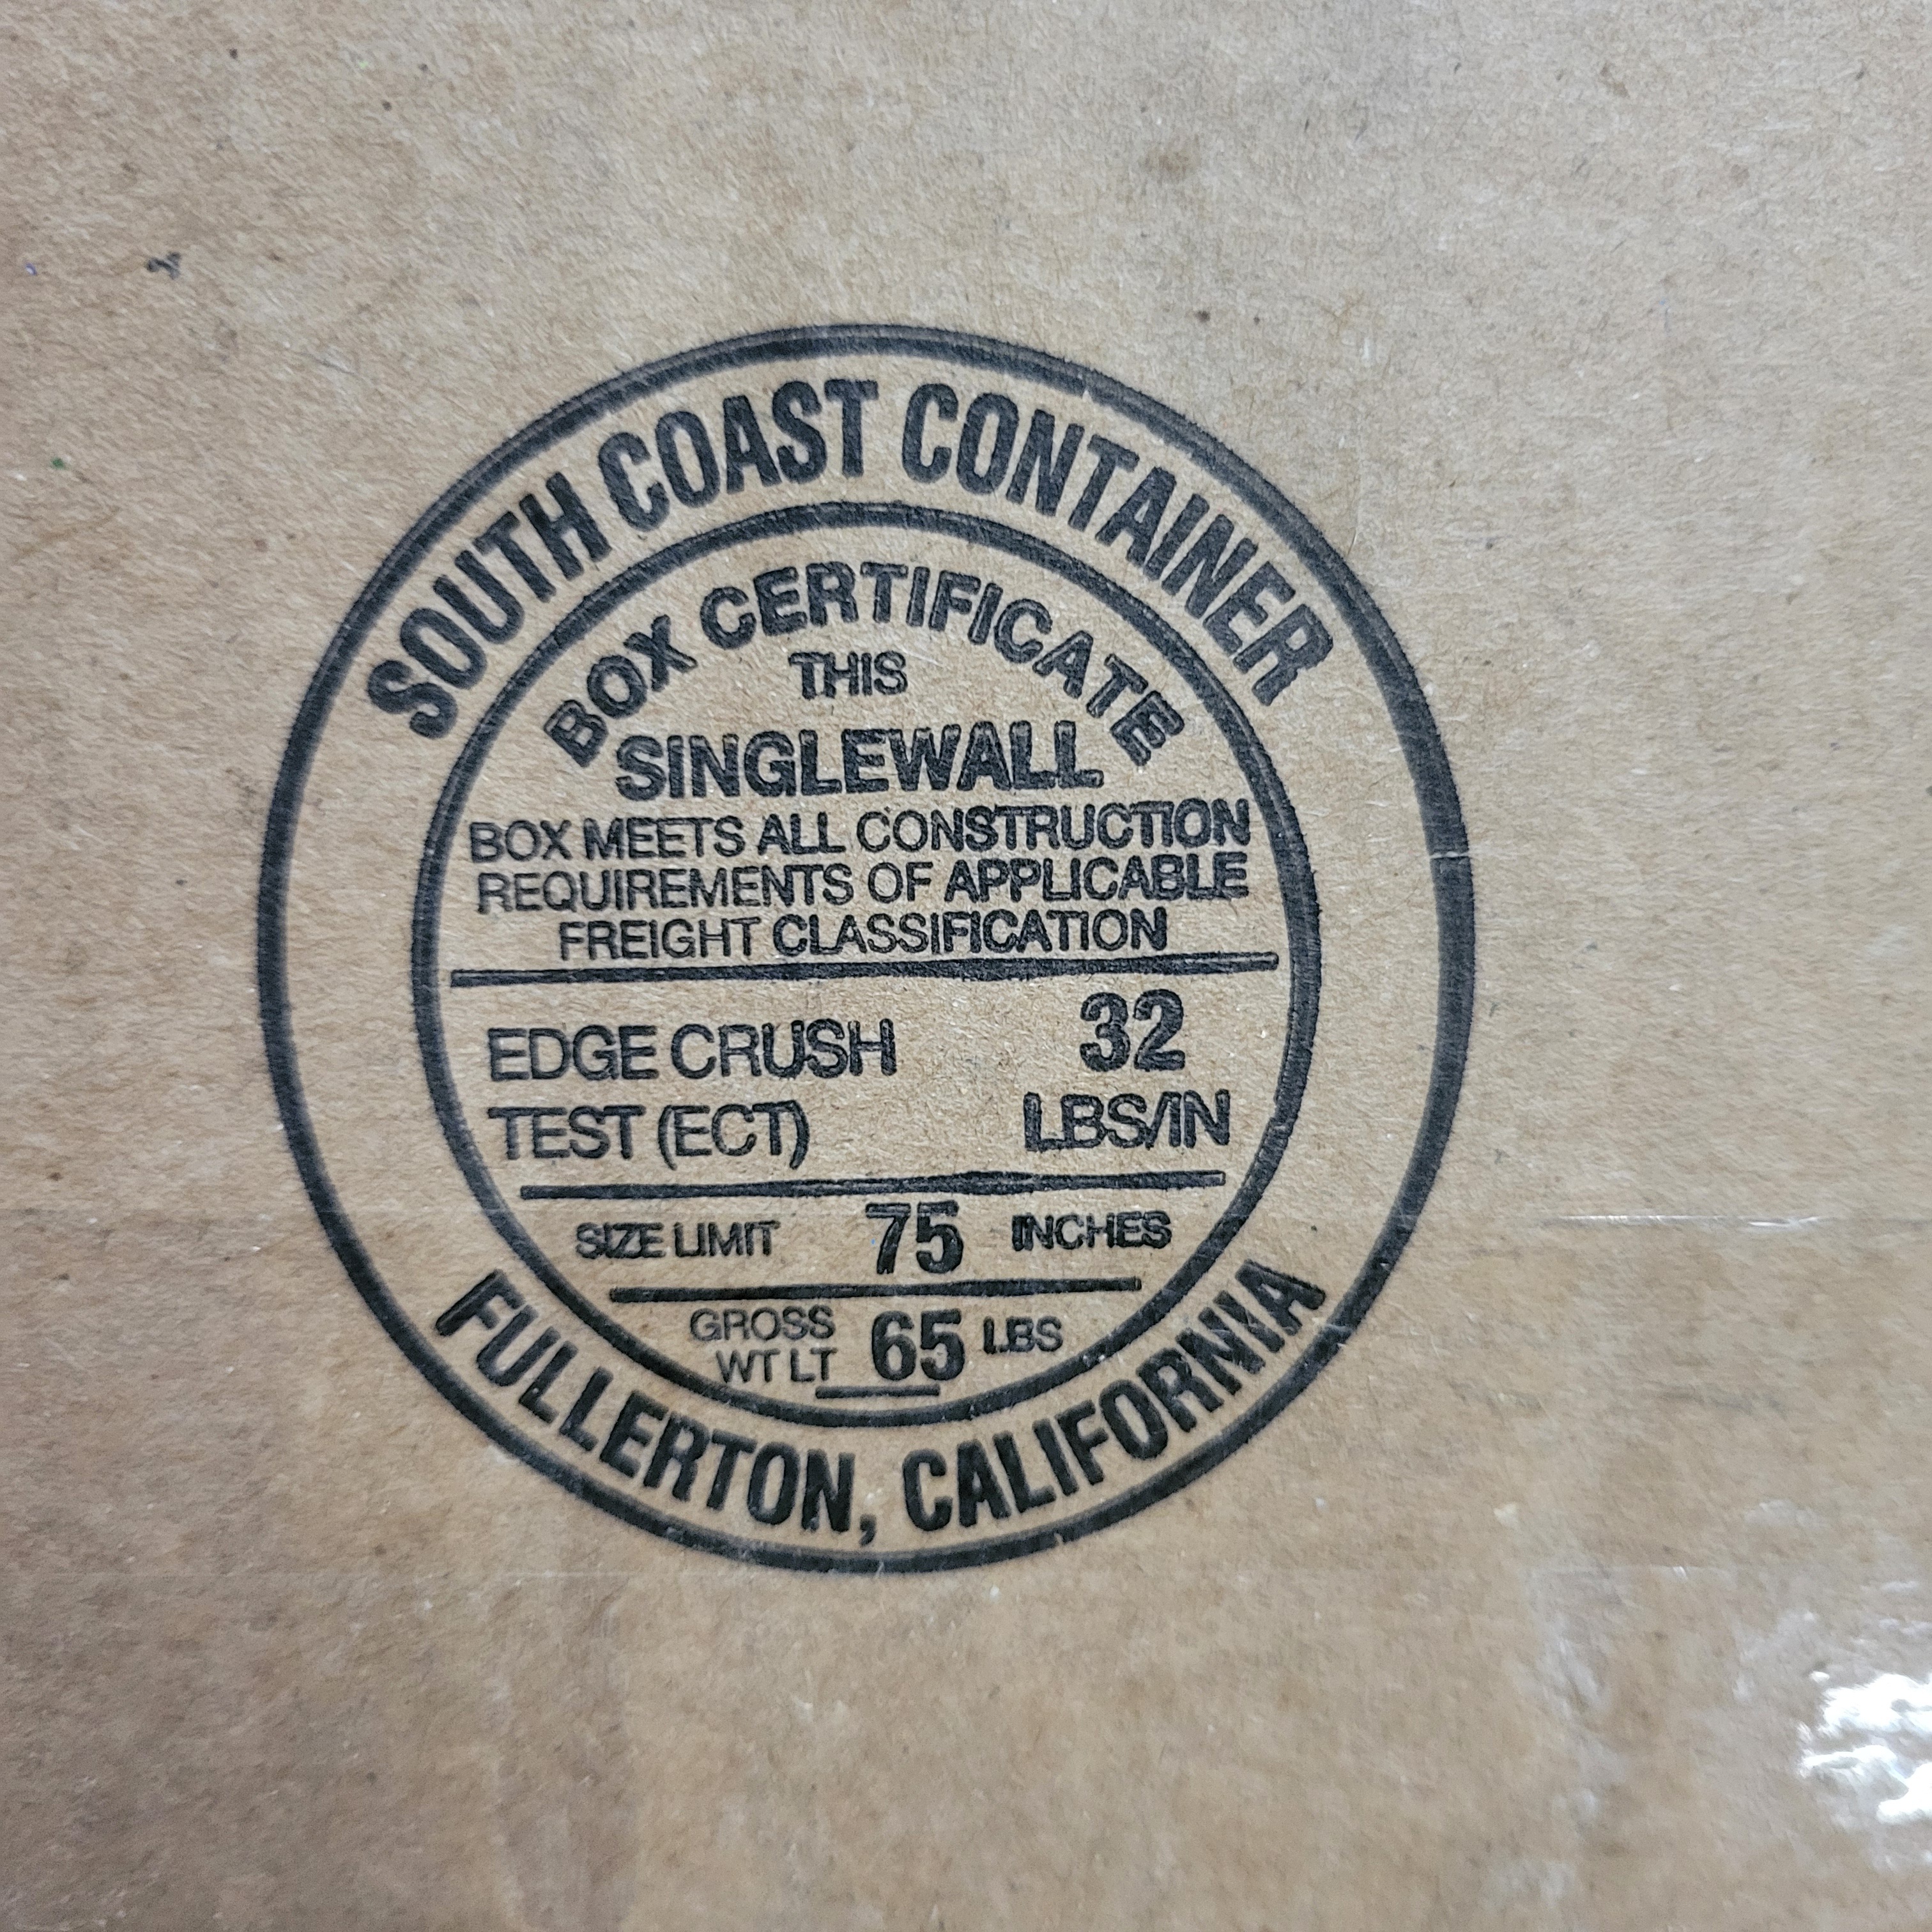 SOUTH COAST CONTAINER
BOX CERTIFICATE
THIS
SINGLEWALL
BOX MEETS ALL CONSTRUCTION
REQUIREMENTS OF APPLICABLE
FREIGHT CLASSIFICATION
EDGE CRUSH 32
TEST (ECT) LBS/IN
SIZE LIMIT 75 INCHES
GROSS 65 LBS
WT LT
FULLERTON, CALIFORNIA